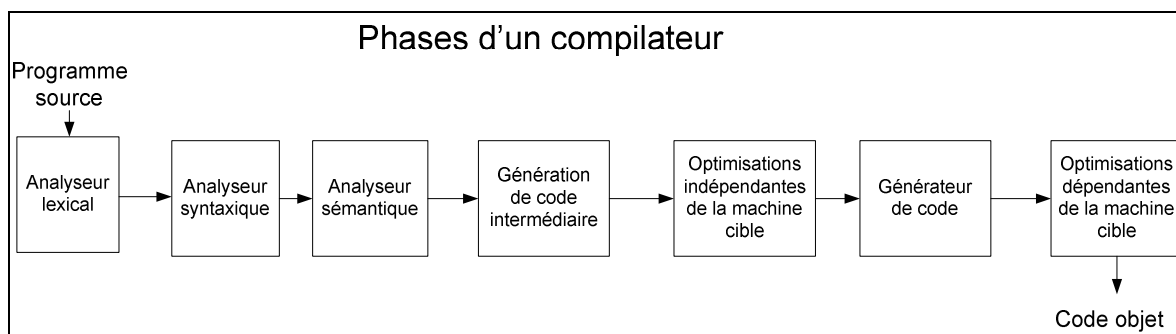 Phases d’un compilateur
Programme
source
Analyseur
lexical
Analyseur
syntaxique
Analyseur
sémantique
Génération
de code
intermédiaire
Optimisations
indépendantes
de la machine
cible
Générateur
de code
Optimisations
dépendantes
de la machine
cible
Code objet